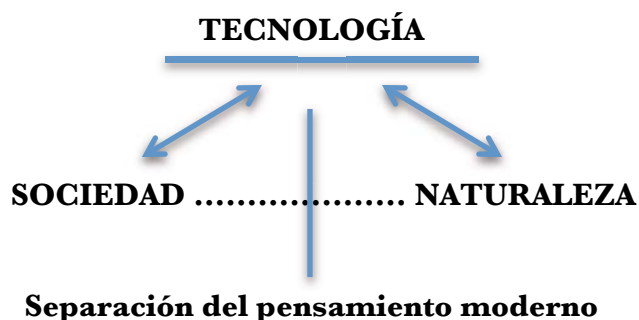 TECNOLOGÍA
SOCIEDAD .................... NATURALEZA
Separación del pensamiento moderno